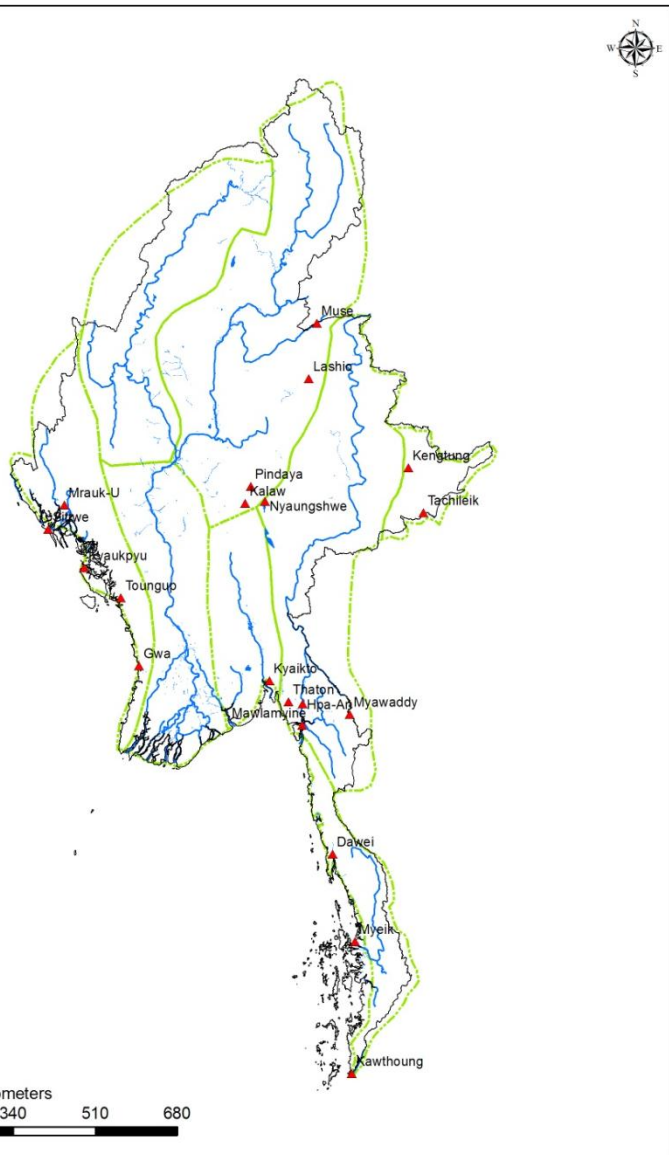 N
W E
S
Muse
Lashio
Kengtung
Pindaya
Kalaw
Nyaungshwe
Tachileik
Mrauk-U
Kyaukpyu
Toungup
Gwa
Kyaikto
Thaton
Hpa-An
Myawaddy
Mawlamyine
Dawei
Myeik
Kawthoung
ometers
340 510 680